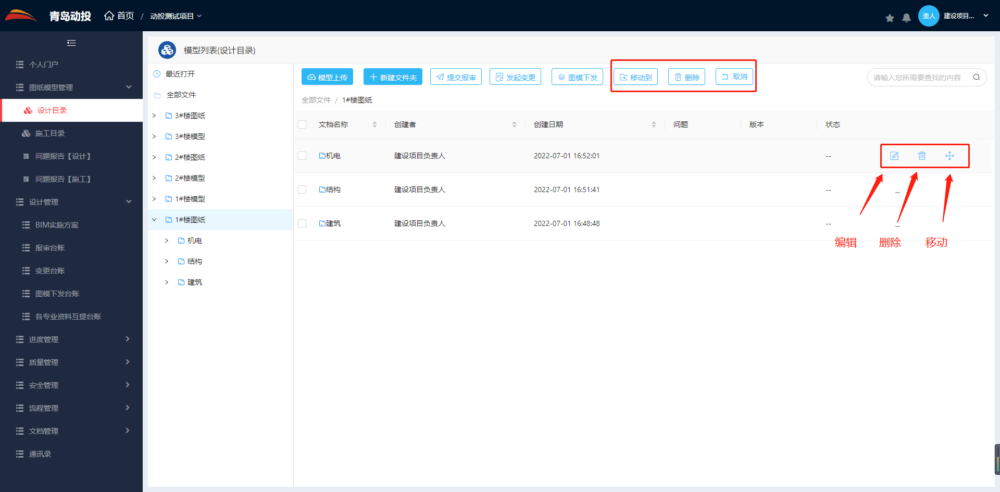 青岛动投 首页 / 动投测试项目
责人 建设项目...
个人门户
图纸模型管理
设计目录
施工目录
问题报告【设计】
问题报告【施工】
设计管理
BIM实施方案
报审台账
变更台账
图模下发台账
各专业资料互提台账
进度管理
质量管理
安全管理
流程管理
文档管理
通讯录
模型列表(设计目录)
最近打开
全部文件
3#楼图纸
3#楼模型
2#楼图纸
2#楼模型
1#楼模型
1#楼图纸
机电
结构
建筑
模型上传 新建文件夹 提交报审 发起变更 图模下发 移动到 删除 取消
请输入您所需要查找的内容
全部文件 / 1#楼图纸
文档名称 创建者 创建日期 问题 版本 状态
机电 建设项目负责人 2022-07-01 16:52:01 --
结构 建设项目负责人 2022-07-01 16:51:41 -- ...
建筑 建设项目负责人 2022-07-01 16:48:48 -- ...
编辑 删除 移动